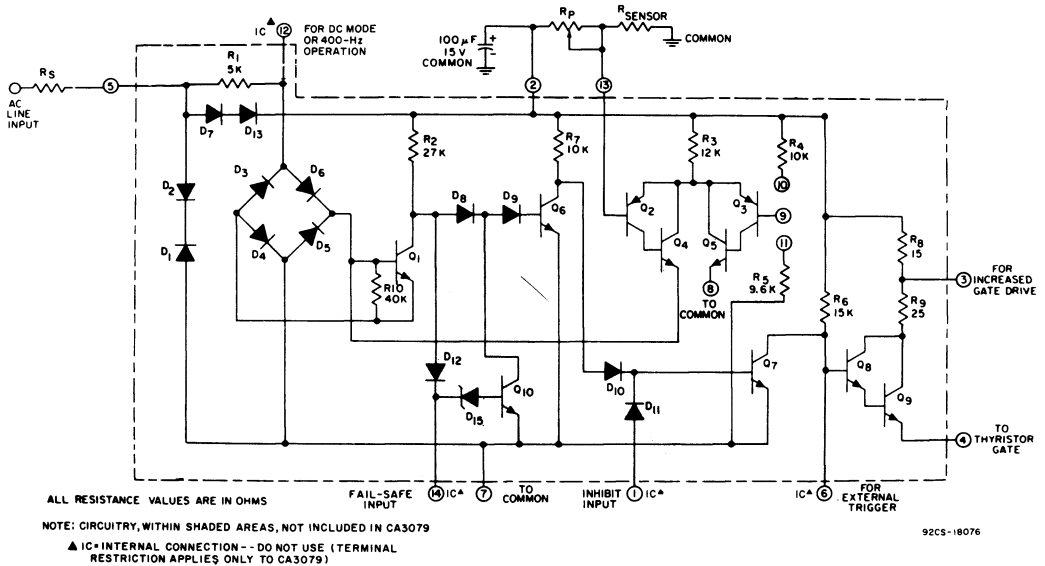 IC▲ 12
FOR DC MODE
OR 400-Hz
OPERATION
100 μF
15 V
COMMON
+
-
RP
RSENSOR
COMMON
RS
AC
LINE
INPUT
5
R1
5K
2
13
D7
D13
R2
27 K
R7
10K
R3
12K
R4
10K
10
D2
D3
D6
D8
D9
Q6
Q2
Q3
9
D1
D4
D5
Q1
Q4
Q5
11
R10
40K
8
TO
COMMON
R5
9.6 K
R8
15
3
FOR
INCREASED
GATE DRIVE
R6
15 K
R9
25
D12
D15
Q10
D10
D11
Q7
Q8
Q9
4
TO
THYRISTOR
GATE
ALL RESISTANCE VALUES ARE IN OHMS
FAIL-SAFE
INPUT
14 IC▲
7
TO
COMMON
INHIBIT
INPUT
1 IC▲
IC▲ 6
FOR
EXTERNAL
TRIGGER
NOTE: CIRCUITRY, WITHIN SHADED AREAS, NOT INCLUDED IN CA3079
92CS-18076
▲ IC=INTERNAL CONNECTION--DO NOT USE (TERMINAL
RESTRICTION APPLIES ONLY TO CA3079)